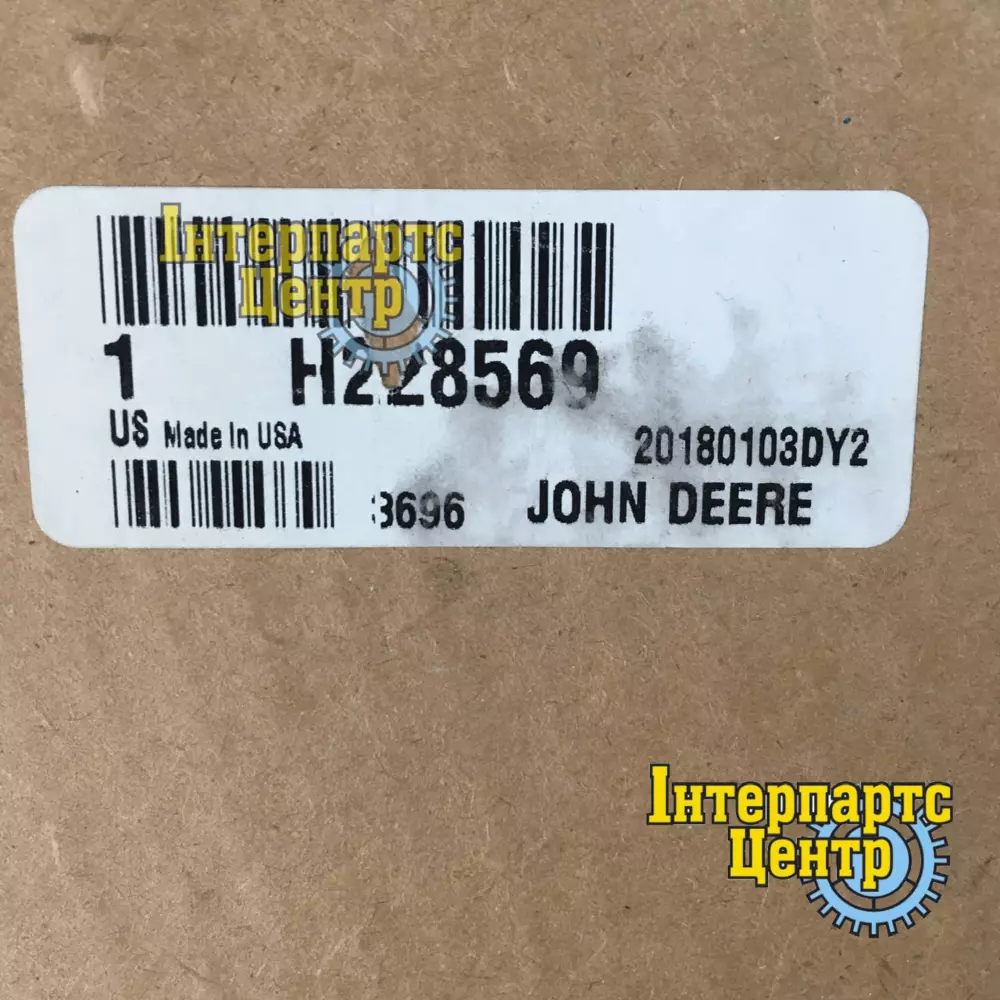 Інтерпартс
Центр
1 H228569
US Made In USA
20180103DY2
3696 JOHN DEERE
Інтерпартс
Центр